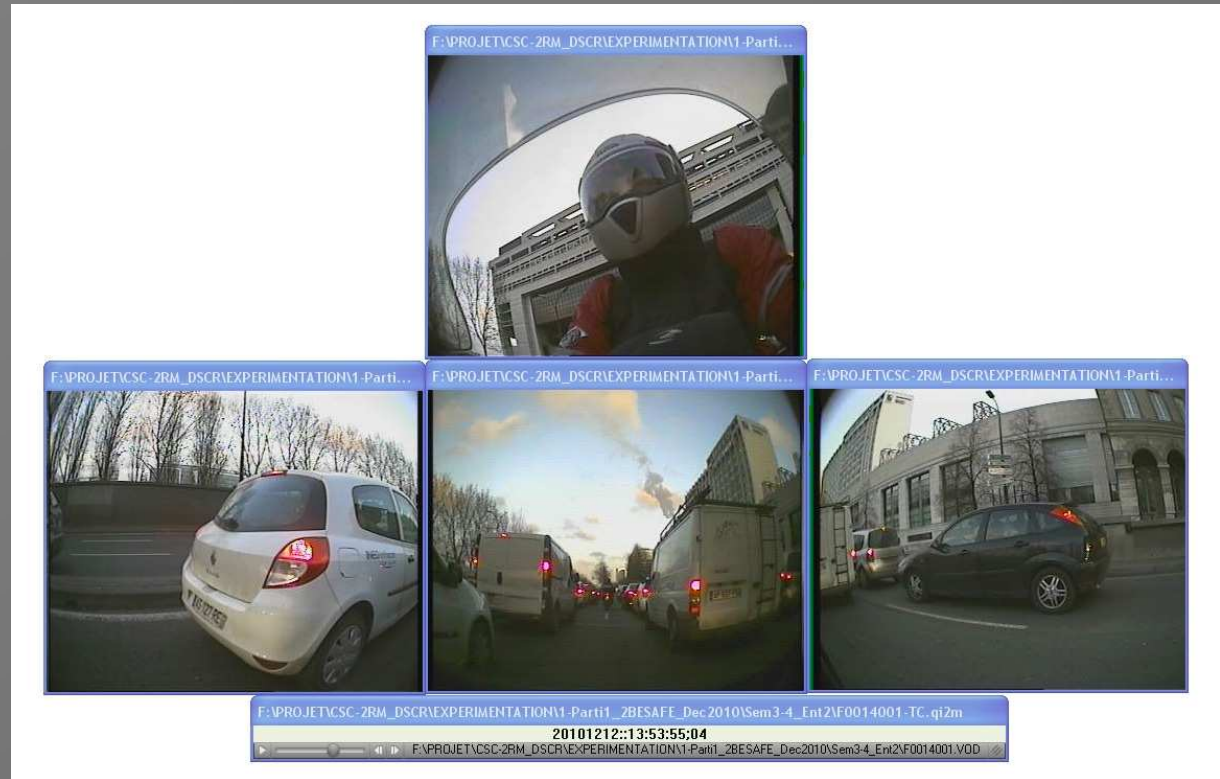 F:\PROJET\CSC-2RM_DSCR\EXPERIMENTATION\1-Parti...
F:\PROJET\CSC-2RM_DSCR\EXPERIMENTATION\1-Parti...
F:\PROJET\CSC-2RM_DSCR\EXPERIMENTATION\1-Parti...
F:\PROJET\CSC-2RM_DSCR\EXPERIMENTATION\1-Parti...
F:\PROJET\CSC-2RM_DSCR\EXPERIMENTATION\1-Parti1_2BESAFE_Dec2010\Sem3-4_Ent2\F0014001-TC.qi2m
20101212::13:53:55;04
F:\PROJET\CSC-2RM_DSCR\EXPERIMENTATION\1-Parti1_2BESAFE_Dec2010\Sem3-4_Ent2\F0014001.VOD